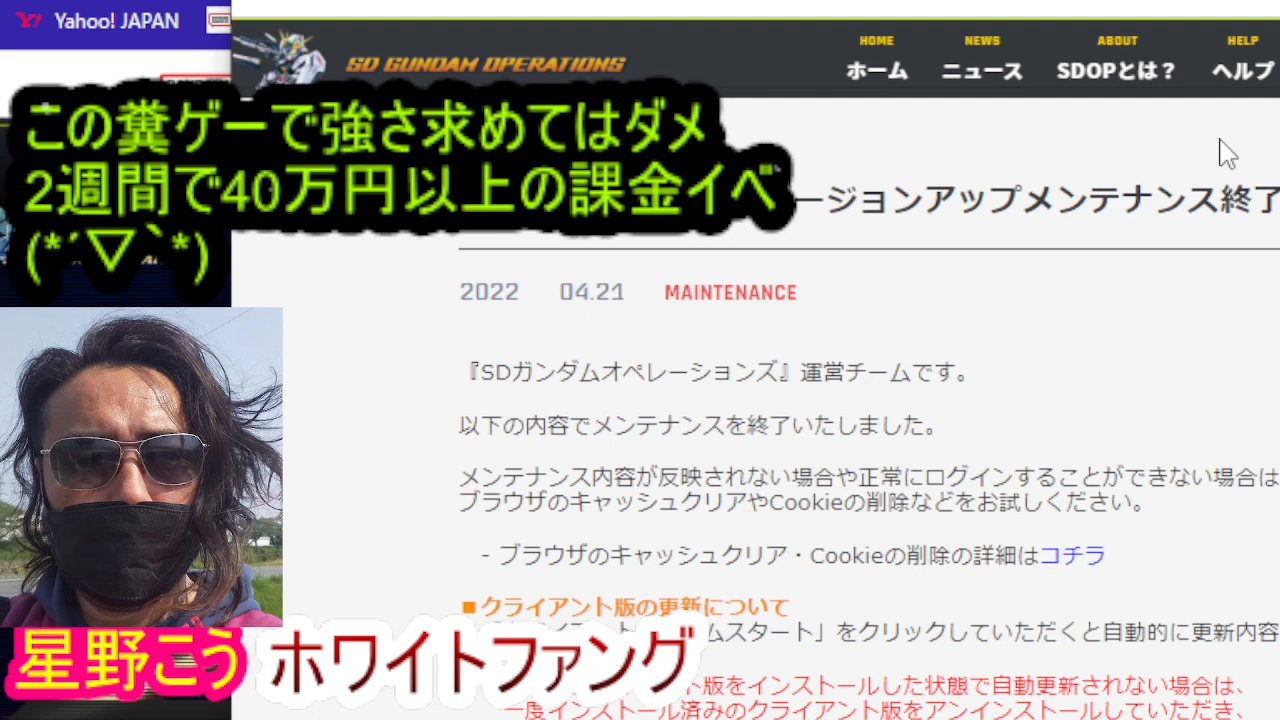 Yahoo! JAPAN
SD GUNDAM OPERATIONS
HOME NEWS ABOUT HELP
ホーム ニュース SDOPとは？ ヘルプ
この糞ゲーで強さ求めてはダメ
2週間で40万円以上の課金イベ
(*´▽`*)
ージョンアップメンテナンス終了
2022 04.21 MAINTENANCE
『SDガンダムオペレーションズ』運営チームです。
以下の内容でメンテナンスを終了いたしました。
メンテナンス内容が反映されない場合や正常にログインすることができない場合は
ブラウザのキャッシュクリアやCookieの削除などをお試しください。
- ブラウザのキャッシュクリア・Cookieの削除の詳細はコチラ
■クライアント版の更新について
ムスタート」をクリックしていただくと自動的に更新内容
ト版をインストールした状態で自動更新されない場合は、
一度インストール済みのクライアント版をアンインストールしていただき、
星野こう ホワイトファング